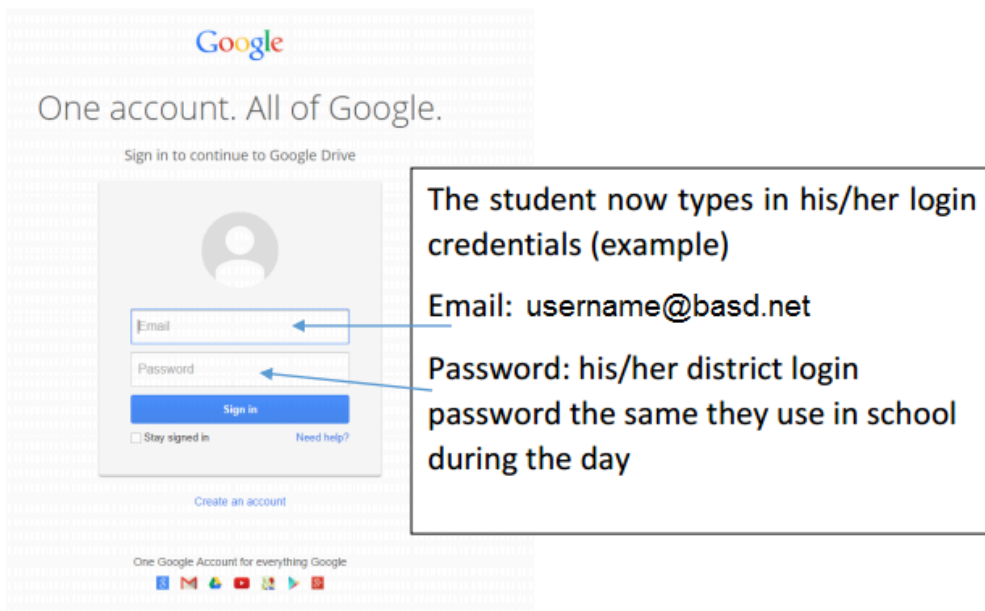 Google
One account. All of Google.
Sign in to continue to Google Drive
Email
Password
Sign in
Stay signed in
Need help?
Create an account
One Google Account for everything Google
The student now types in his/her login
credentials (example)
Email: username@basd.net
Password: his/her district login
password the same they use in school
during the day